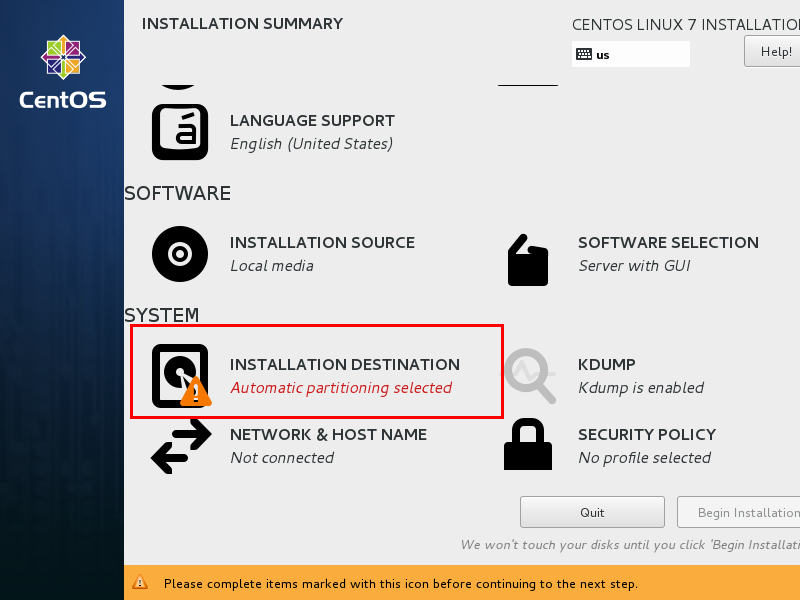 INSTALLATION SUMMARY
CENTOS LINUX 7 INSTALLATIO
us
Help!
CentOS
LANGUAGE SUPPORT
English (United States)
SOFTWARE
INSTALLATION SOURCE
Local media
SOFTWARE SELECTION
Server with GUI
SYSTEM
INSTALLATION DESTINATION
Automatic partitioning selected
KDUMP
Kdump is enabled
NETWORK & HOST NAME
Not connected
SECURITY POLICY
No profile selected
Quit
Begin Installation
We won't touch your disks until you click 'Begin Installati
Please complete items marked with this icon before continuing to the next step.